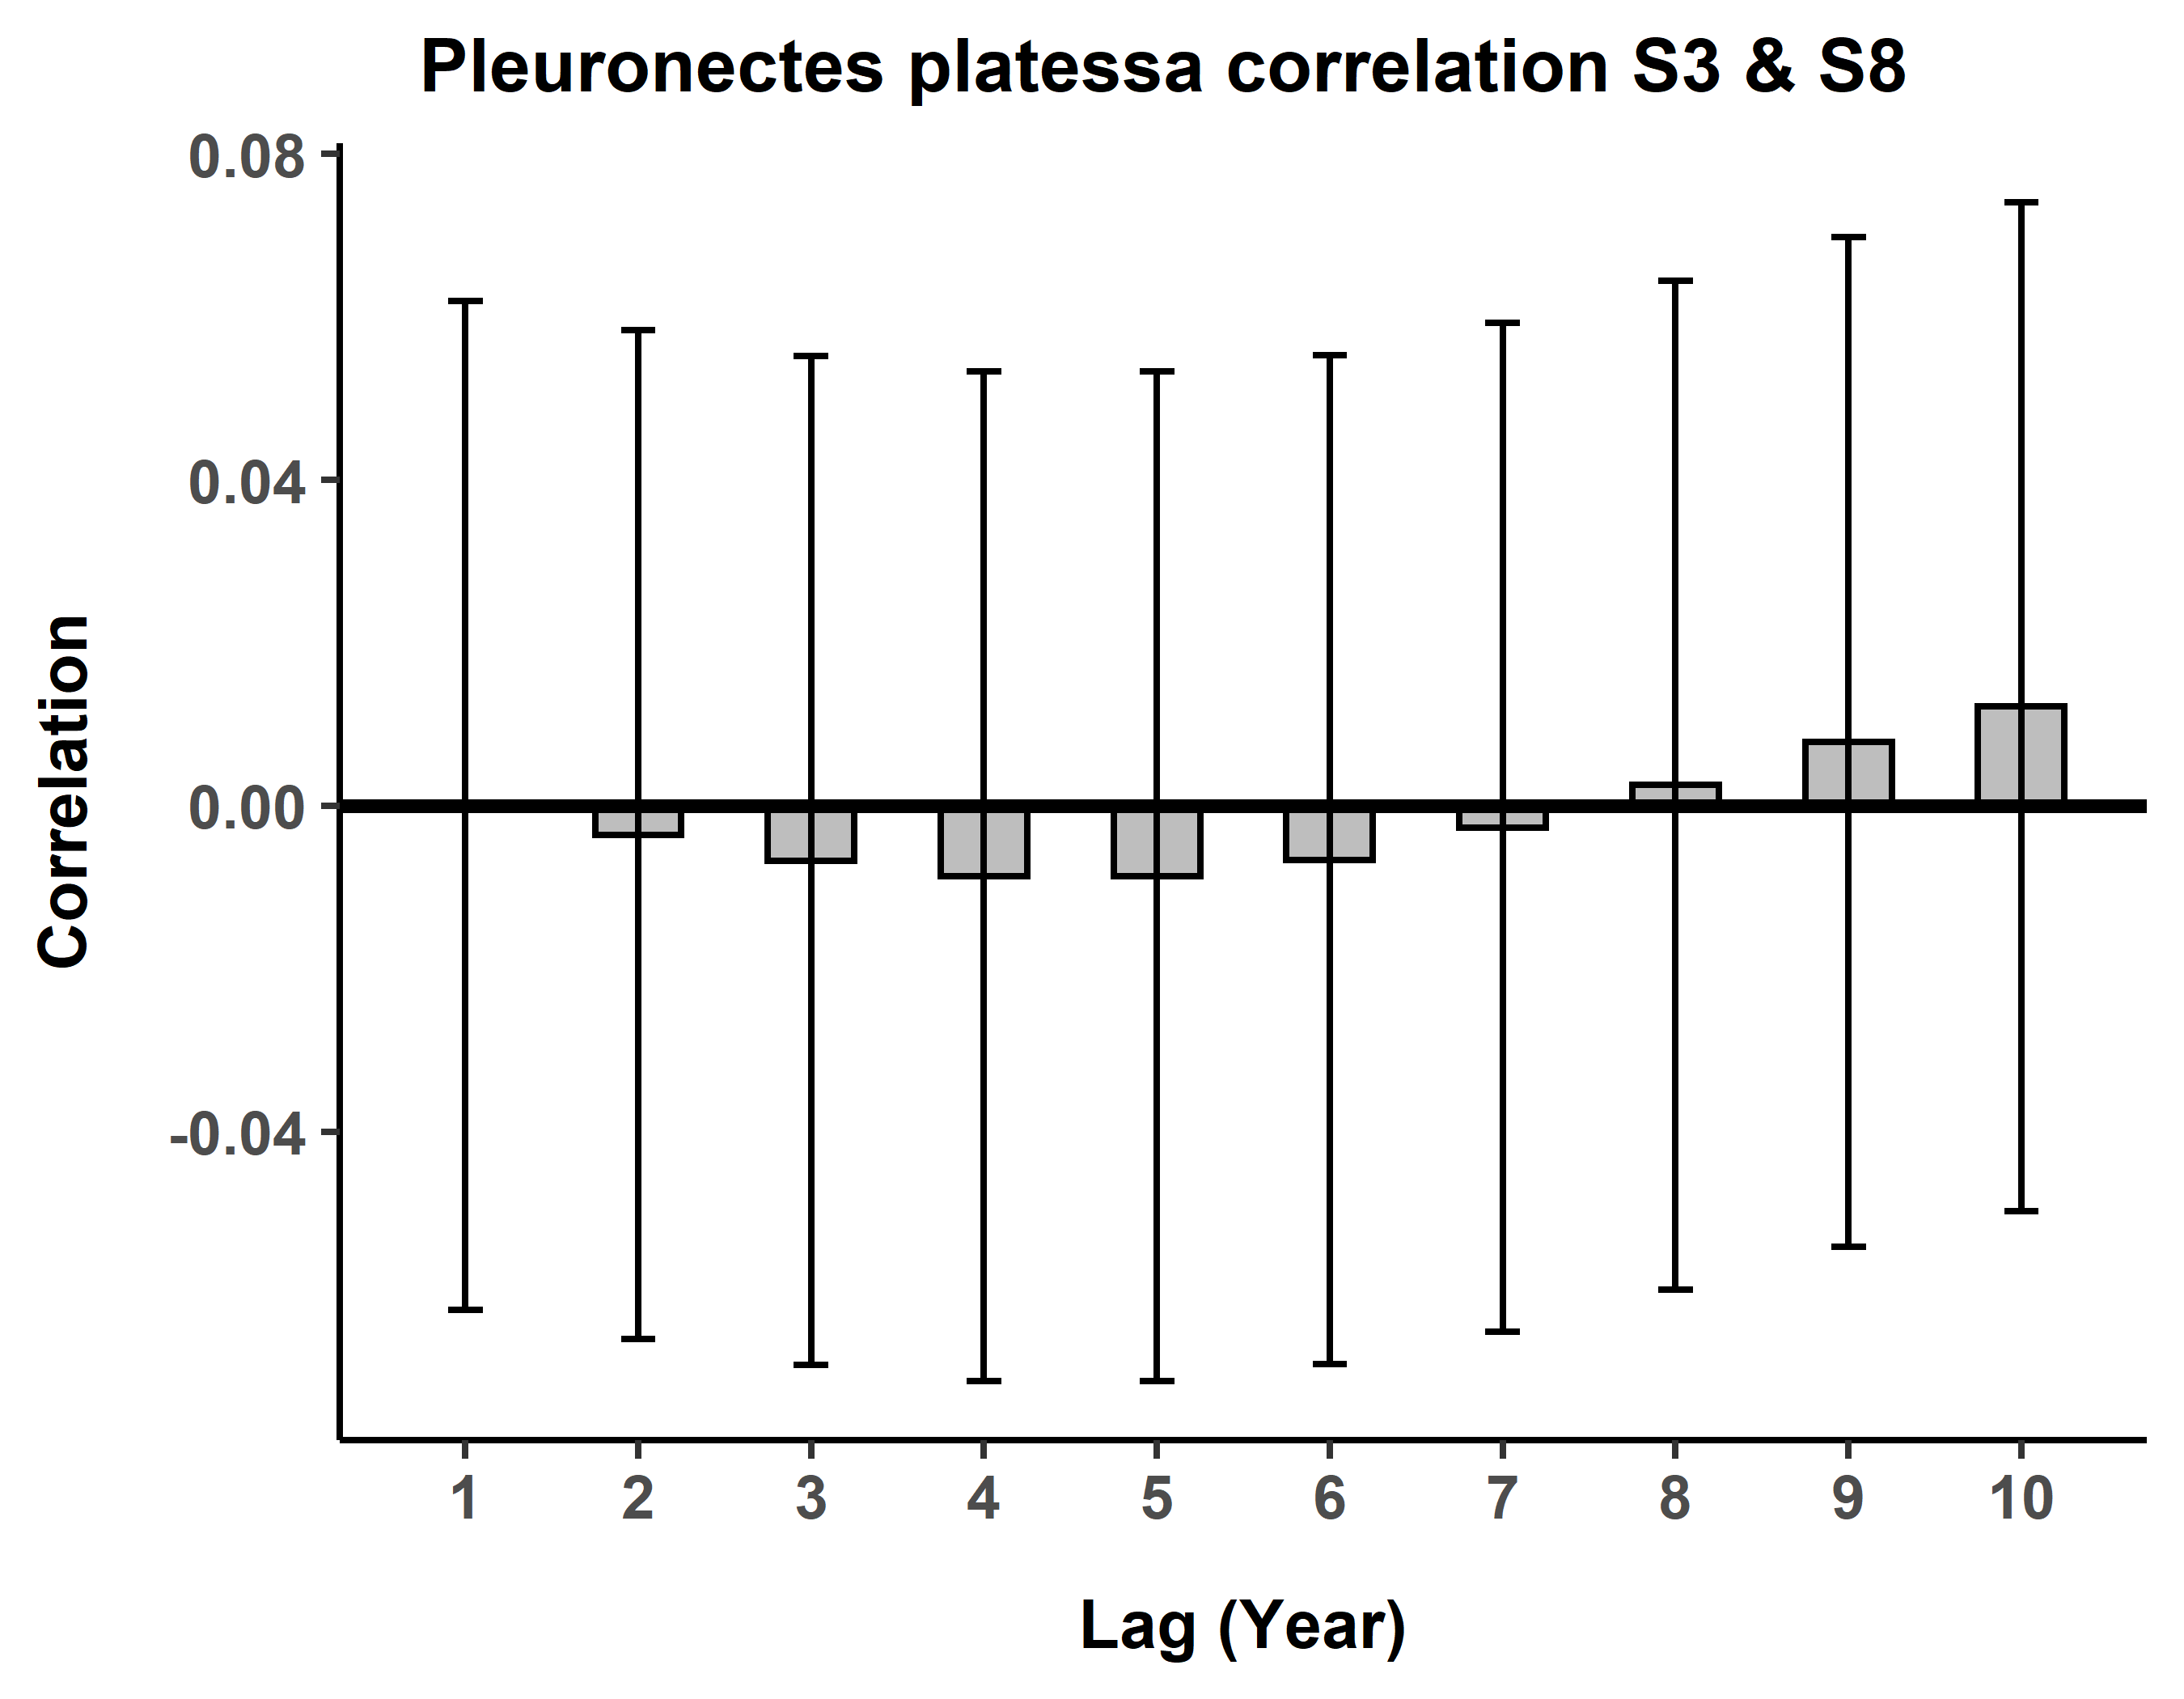 Pleuronectes platessa correlation S3 & S8
0.08
0.04
0.00
-0.04
Correlation
1 2 3 4 5 6 7 8 9 10
Lag (Year)